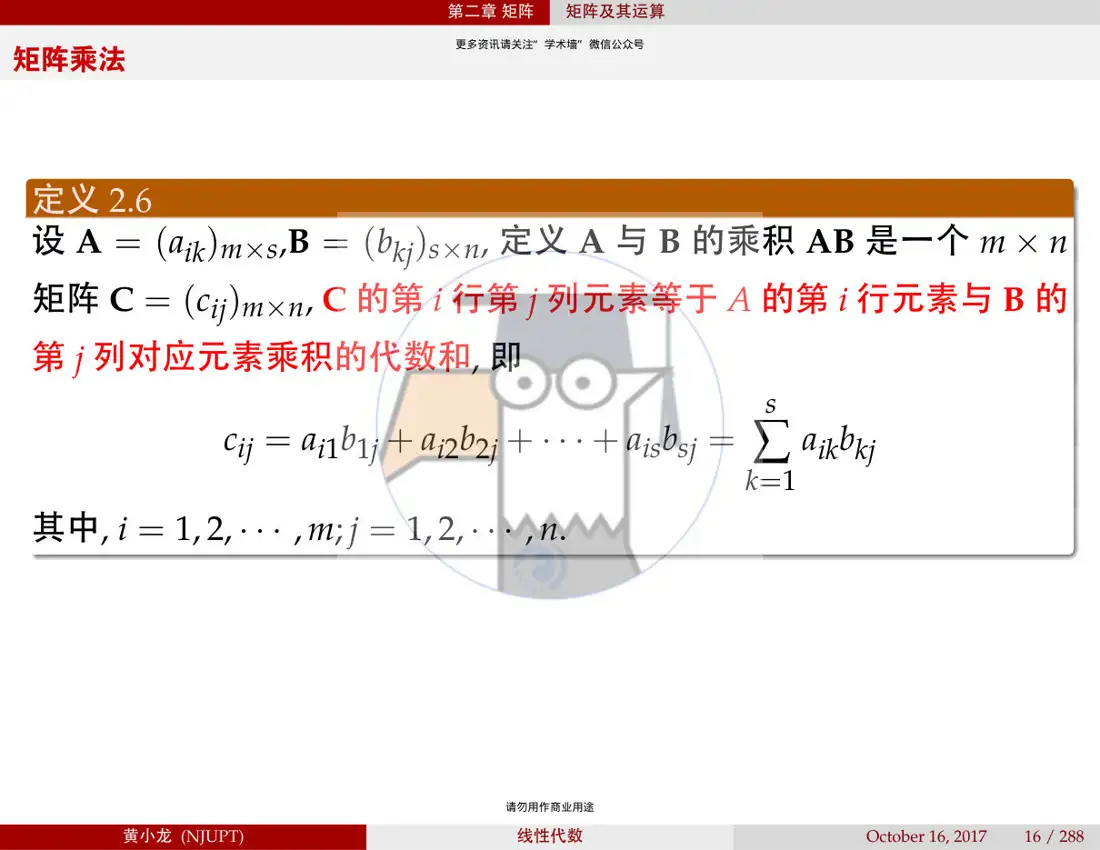 第二章 矩阵 矩阵及其运算
更多资讯请关注“学术墙”微信公众号
矩阵乘法
定义 2.6
设 A = (a_{ik})_{m×s},B = (b_{kj})_{s×n}, 定义 A 与 B 的乘积 AB 是一个 m × n
矩阵 C = (c_{ij})_{m×n}, C 的第 i 行第 j 列元素等于 A 的第 i 行元素与 B 的
第 j 列对应元素乘积的代数和, 即
c_{ij} = a_{i1}b_{1j} + a_{i2}b_{2j} + ··· + a_{is}b_{sj} = ∑_{k=1}^{s} a_{ik}b_{kj}
其中, i = 1, 2, ··· , m; j = 1, 2, ··· , n.
请勿用作商业用途
黄小龙 (NJUPT) 线性代数 October 16, 2017 16 / 288